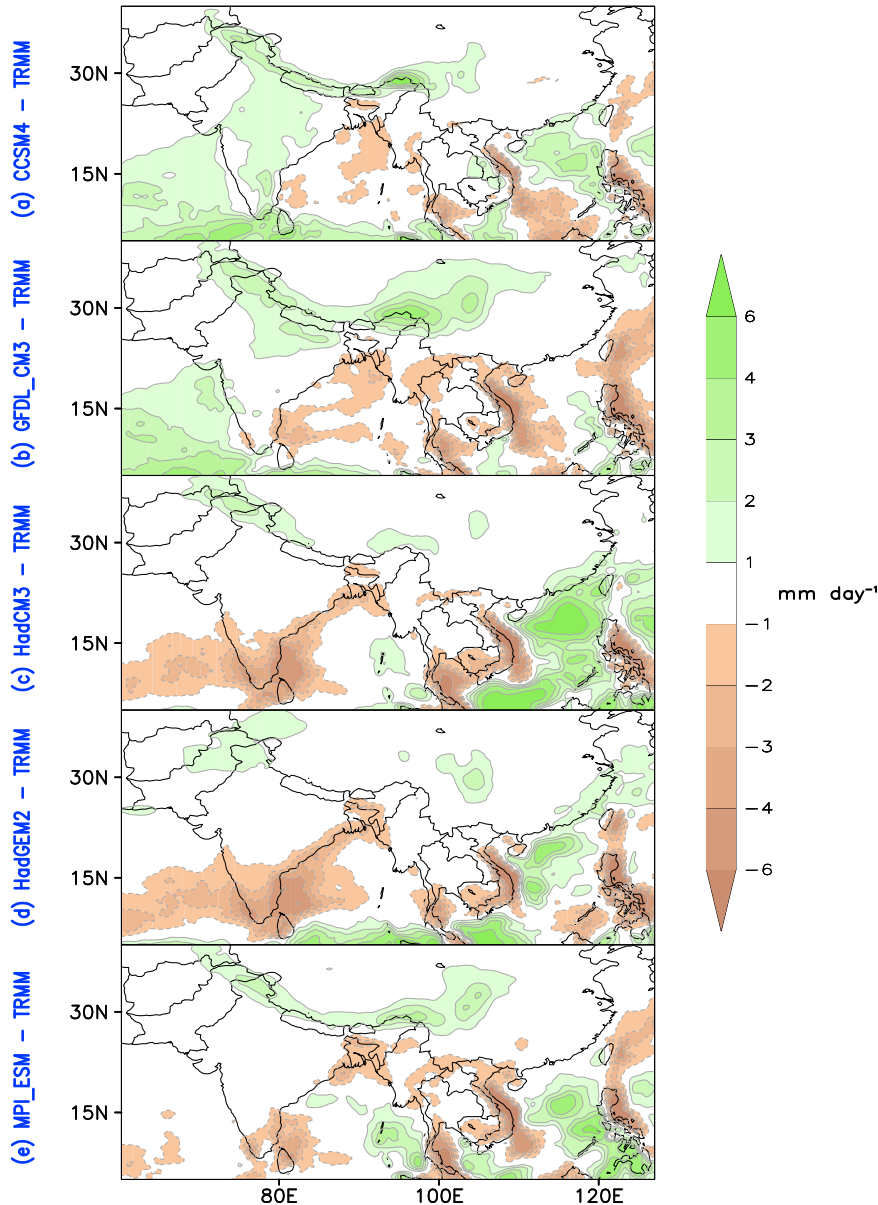 (a) CCSM4 – TRMM
30N
15N
(b) GFDL_CM3 – TRMM
30N
15N
(c) HadCM3 – TRMM
30N
15N
(d) HadGEM2 – TRMM
30N
15N
(e) MPI_ESM – TRMM
30N
15N
80E 100E 120E
6
4
3
2
1
mm day⁻¹
−1
−2
−3
−4
−6